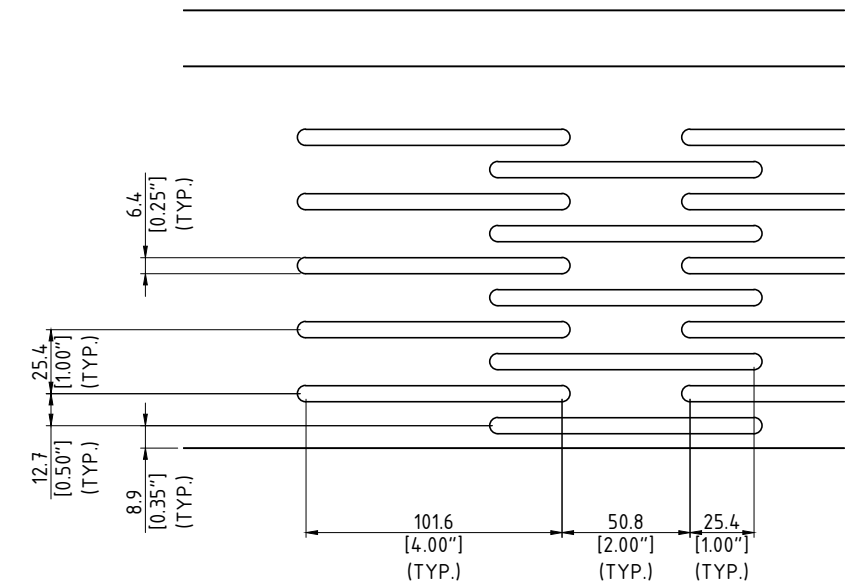 6.4
[0.25"]
(TYP.)
25.4
[1.00"]
(TYP.)
12.7
[0.50"]
(TYP.)
8.9
[0.35"]
(TYP.)
101.6
[4.00"]
(TYP.)
50.8
[2.00"]
(TYP.)
25.4
[1.00"]
(TYP.)